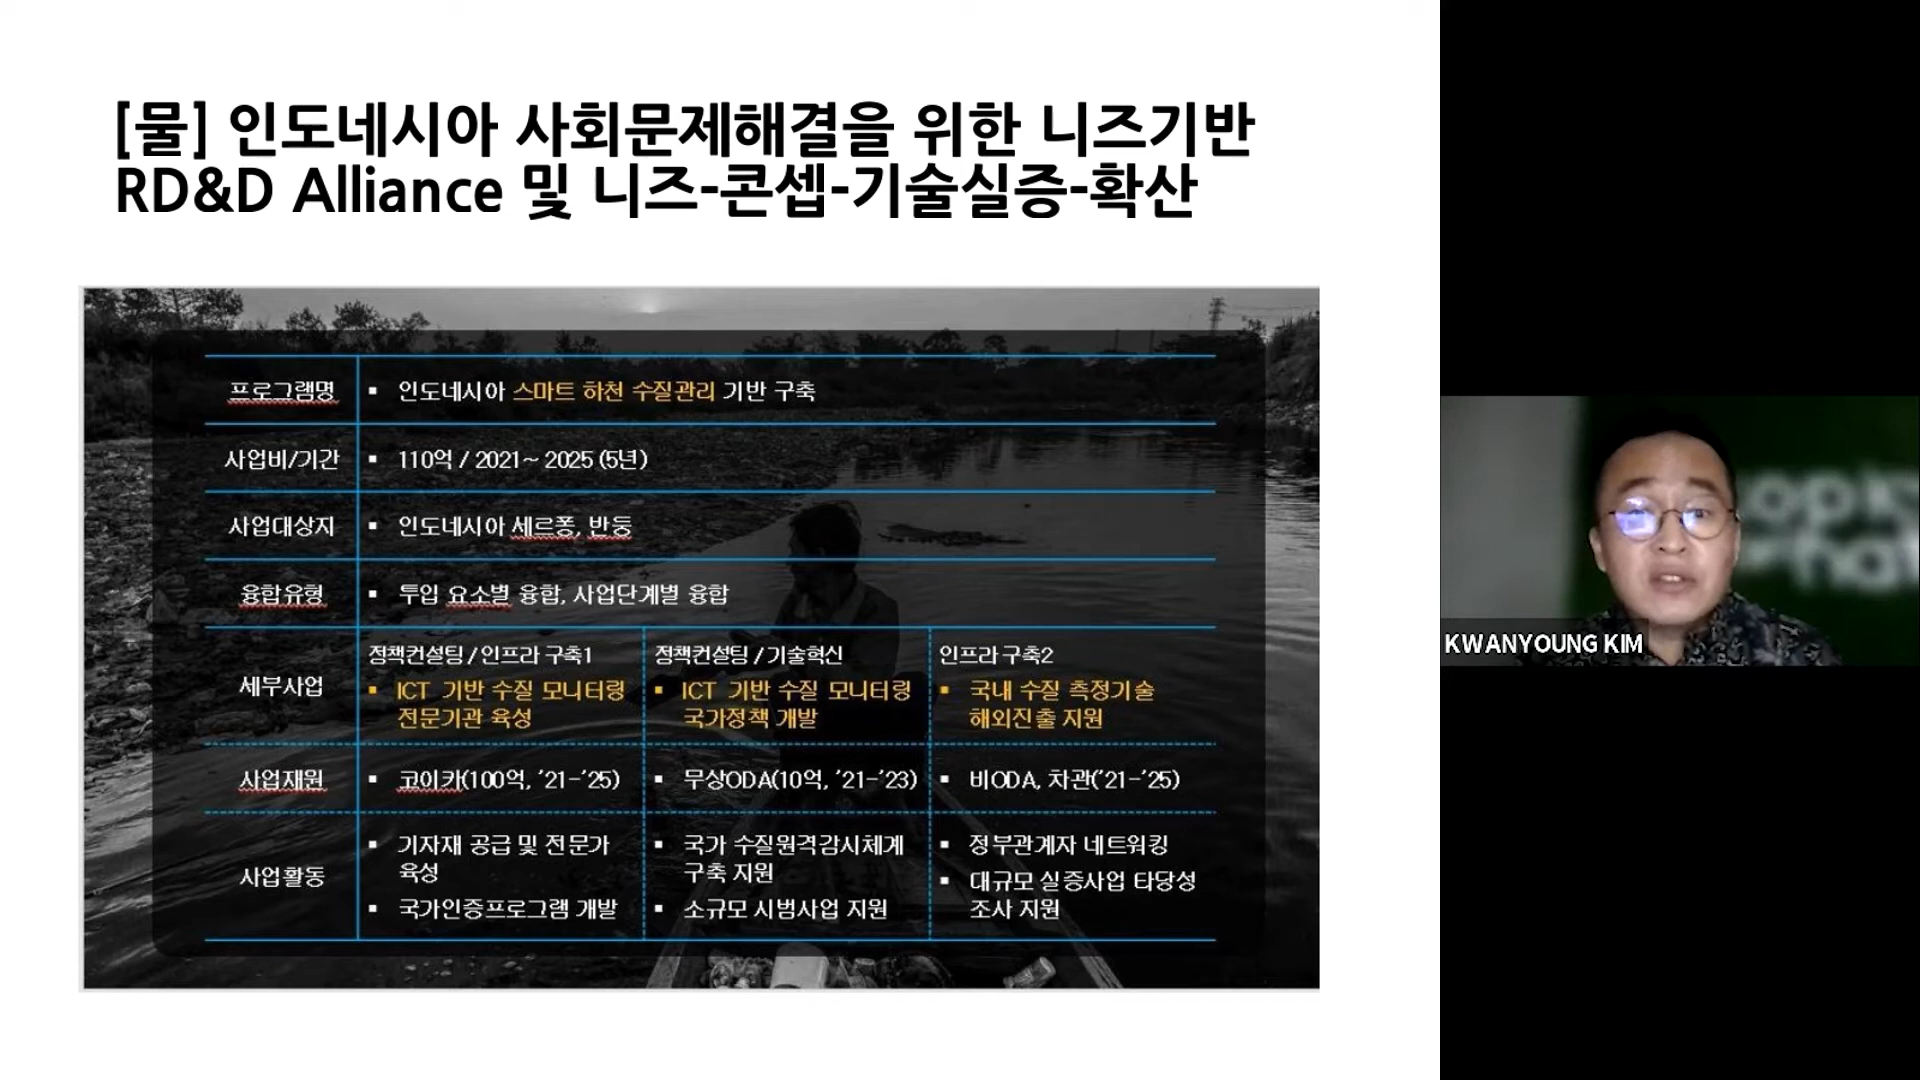 [물] 인도네시아 사회문제해결을 위한 니즈기반
RD&D Alliance 및 니즈-콘셉-기술실증-확산
프로그램명
▪ 인도네시아 스마트 하천 수질관리 기반 구축
사업비/기간
▪ 110억 / 2021~ 2025 (5년)
사업대상지
▪ 인도네시아 세르퐁, 반둥
융합유형
▪ 투입 요소별 융합, 사업단계별 융합
세부사업
정책컨설팅 / 인프라 구축1
▪ ICT 기반 수질 모니터링
전문기관 육성
정책컨설팅 / 기술혁신
▪ ICT 기반 수질 모니터링
국가정책 개발
인프라 구축2
▪ 국내 수질 측정기술
해외진출 지원
사업재원
▪ 코이카(100억, ’21-’25)
▪ 무상ODA(10억, ’21-’23)
▪ 비ODA, 차관(’21-’25)
사업활동
▪ 기자재 공급 및 전문가
육성
▪ 국가인증프로그램 개발
▪ 국가 수질원격감시체계
구축 지원
▪ 소규모 시범사업 지원
▪ 정부관계자 네트워킹
▪ 대규모 실증사업 타당성
조사 지원
KWANYOUNG KIM